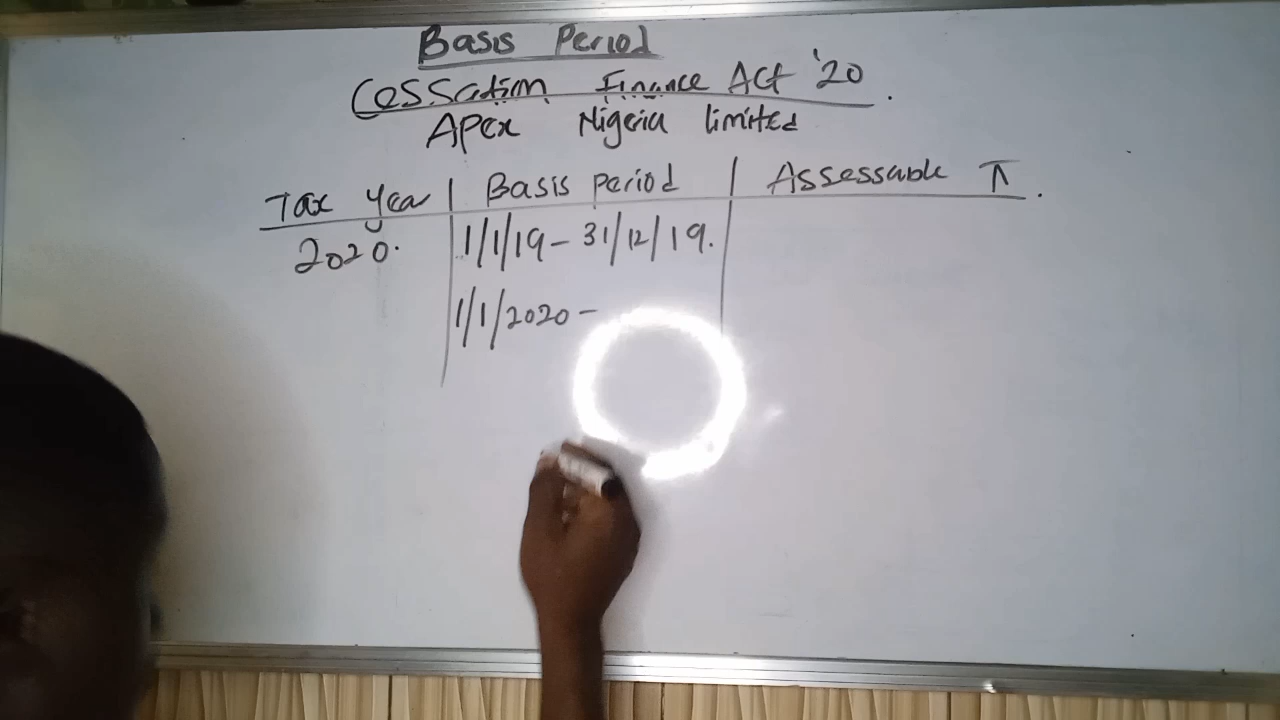 Basis Period
Cessation Finance Act '20.
Apex Nigeria limited
Tax Year | Basis Period | Assessable π.
2020. 1/1/19 - 31/12/19.
1/1/2020 -